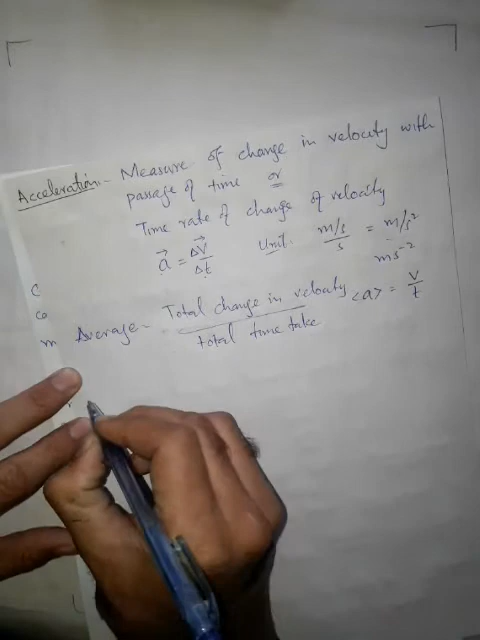 Acceleration:- Measure of change in velocity with
passage of time or
Time rate of change of velocity
a⃗ = ΔV⃗/Δt Unit. m/s/s = m/s²
ms⁻²
C
Co
m Average - Total change in velocity / total time take <a> = v/t